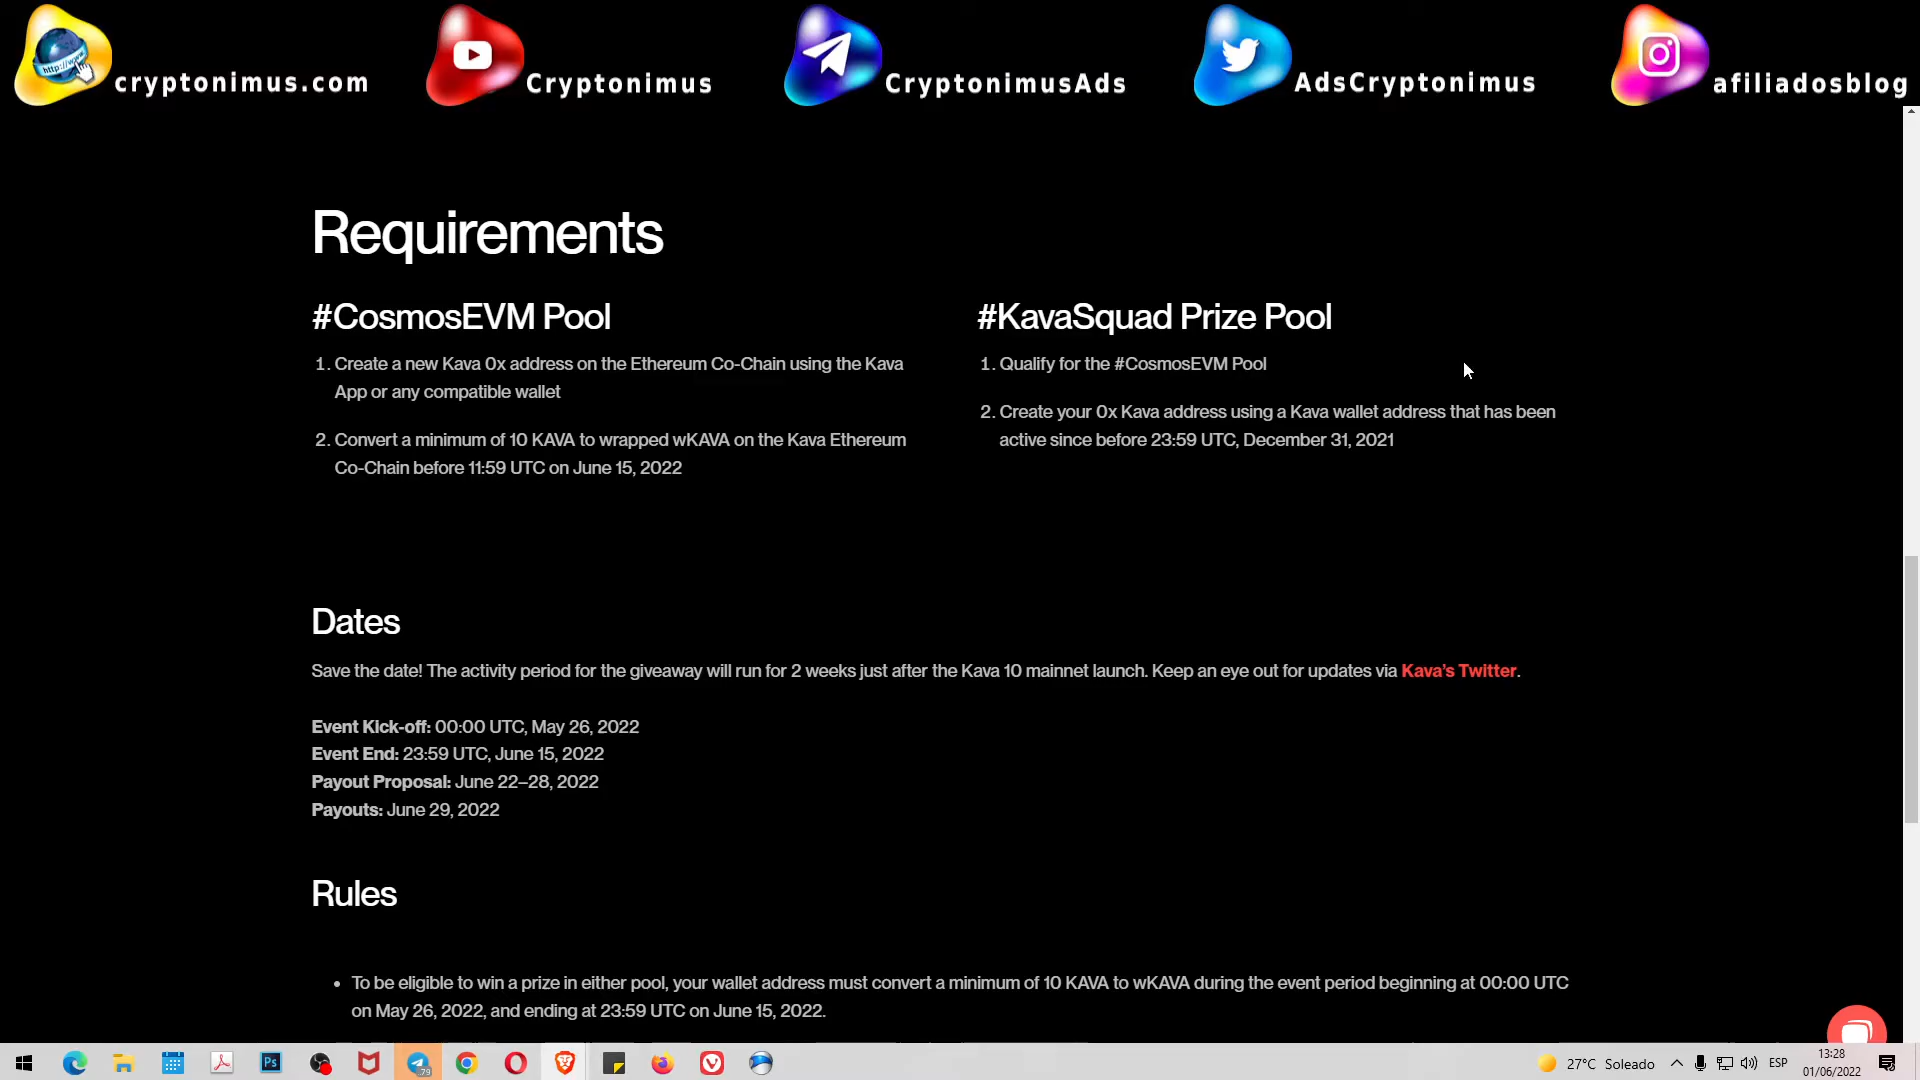 cryptonimus.com
Cryptonimus
CryptonimusAds
AdsCryptonimus
afiliadosblog
Requirements
#CosmosEVM Pool
1. Create a new Kava 0x address on the Ethereum Co-Chain using the Kava
App or any compatible wallet
2. Convert a minimum of 10 KAVA to wrapped wKAVA on the Kava Ethereum
Co-Chain before 11:59 UTC on June 15, 2022
#KavaSquad Prize Pool
1. Qualify for the #CosmosEVM Pool
2. Create your 0x Kava address using a Kava wallet address that has been
active since before 23:59 UTC, December 31, 2021
Dates
Save the date! The activity period for the giveaway will run for 2 weeks just after the Kava 10 mainnet launch. Keep an eye out for updates via Kava's Twitter.
Event Kick-off: 00:00 UTC, May 26, 2022
Event End: 23:59 UTC, June 15, 2022
Payout Proposal: June 22–28, 2022
Payouts: June 29, 2022
Rules
• To be eligible to win a prize in either pool, your wallet address must convert a minimum of 10 KAVA to wKAVA during the event period beginning at 00:00 UTC
on May 26, 2022, and ending at 23:59 UTC on June 15, 2022.
Ps
27°C Soleado
ESP
13:28
01/06/2022